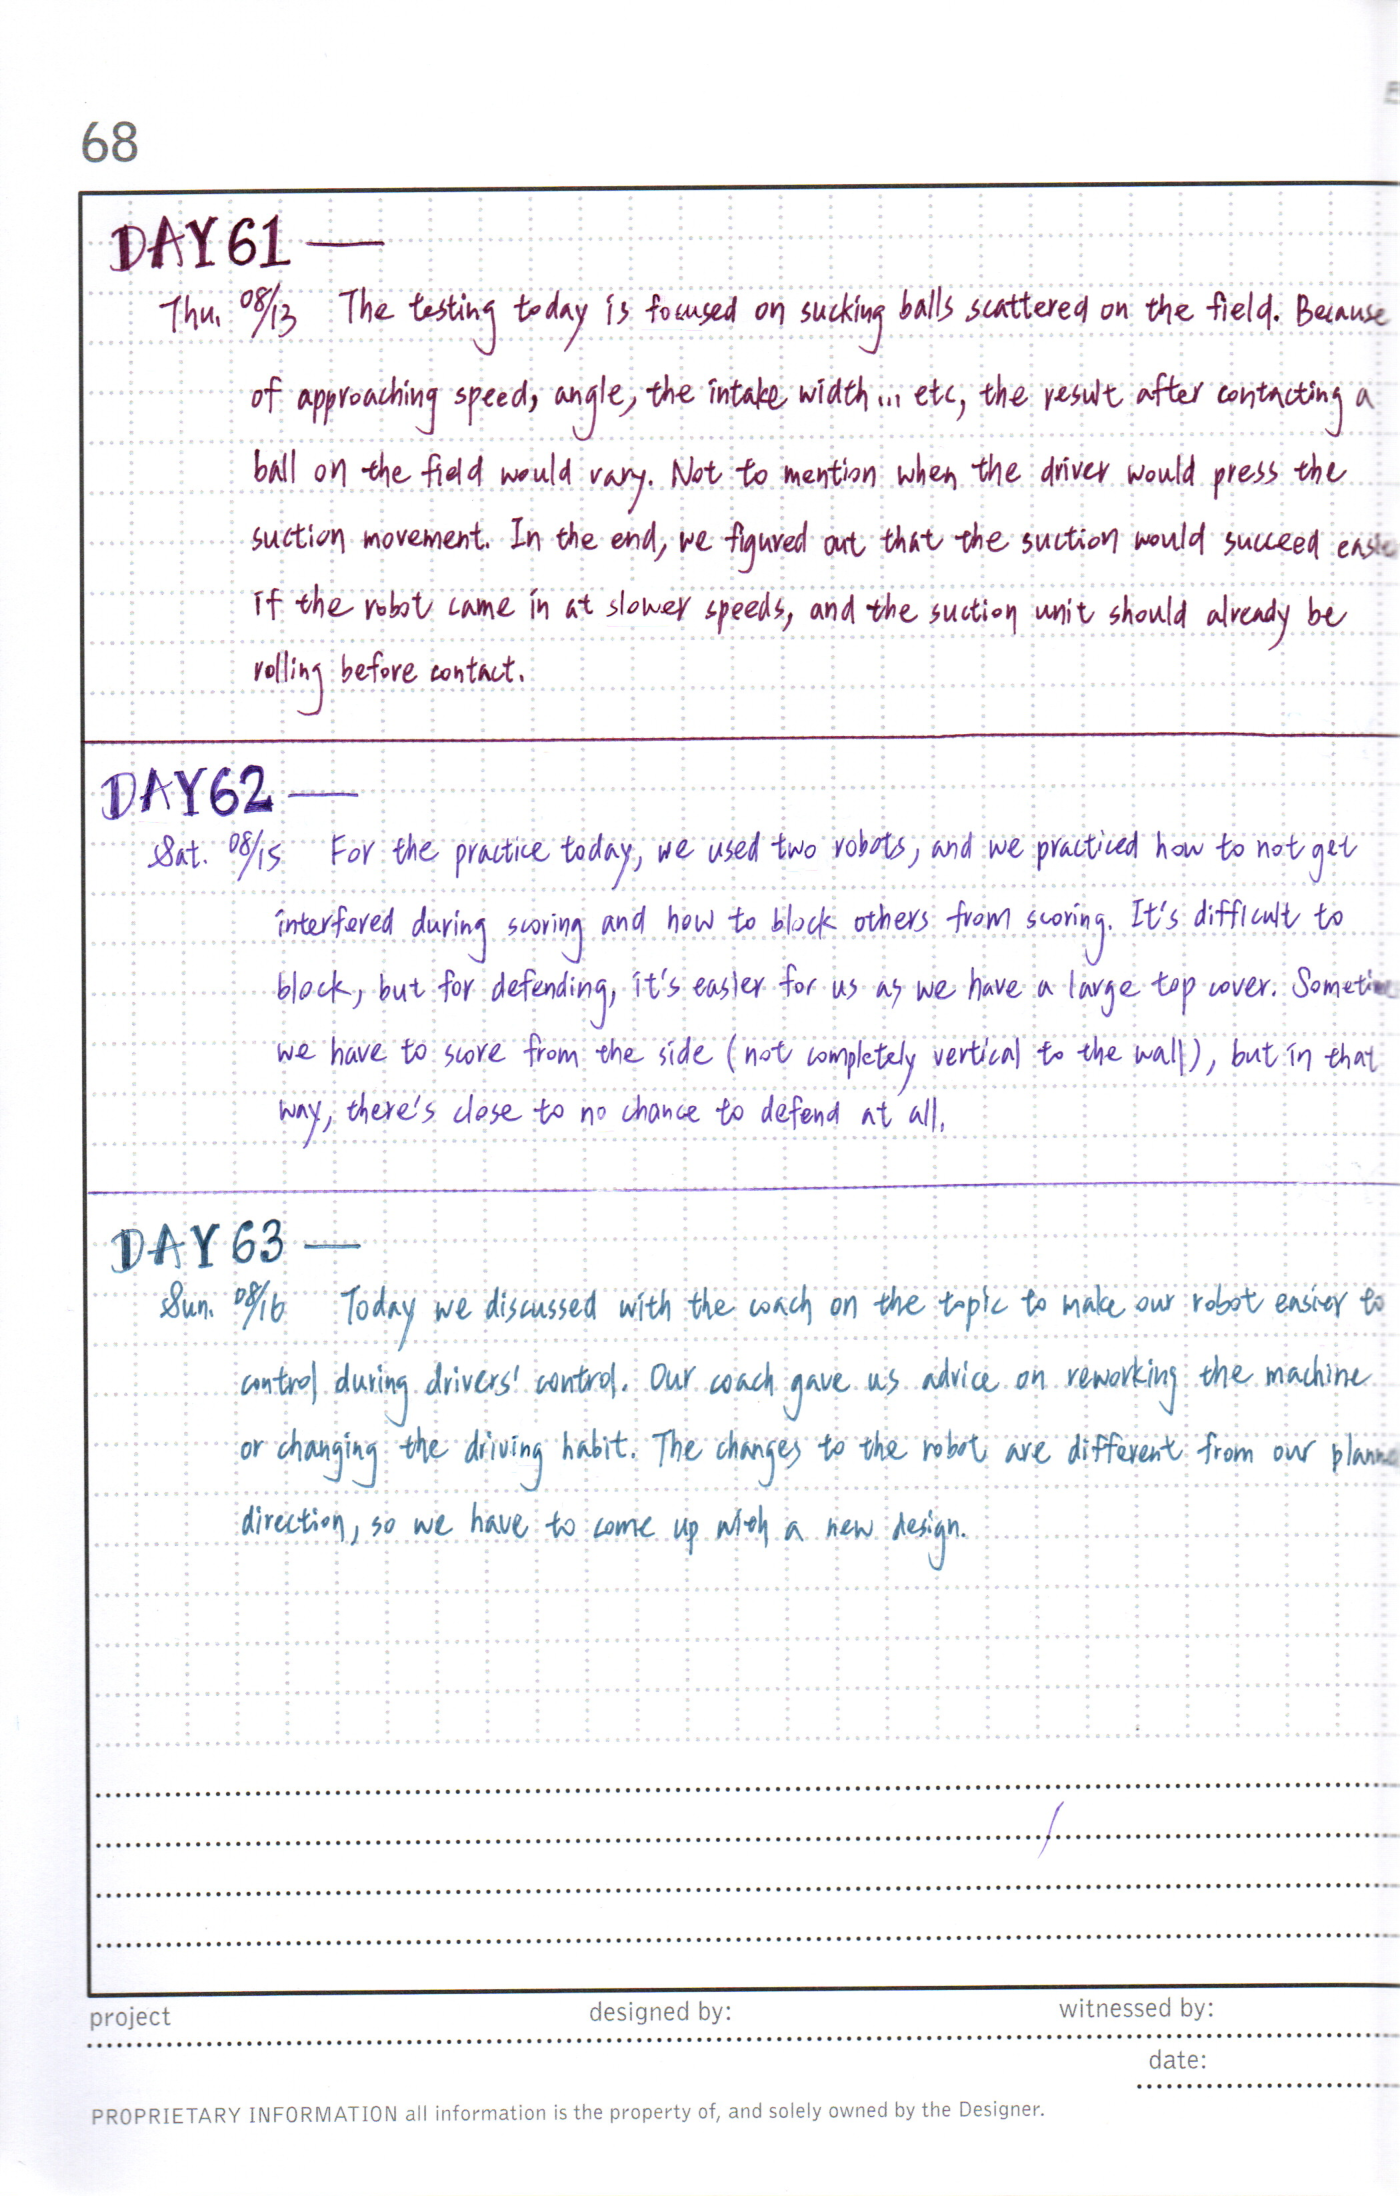 68
DAY 61 —
Thu. 08/13 The testing today is focused on sucking balls scattered on the field. Because
of approaching speed, angle, the intake width... etc, the result after contacting a
ball on the field would vary. Not to mention when the driver would press the
suction movement. In the end, we figured out that the suction would succeed
if the robot came in at slower speeds, and the suction unit should already be
rolling before contact.
DAY 62 —
Sat. 08/15 For the practice today, we used two robots, and we practiced how to not get
interfered during scoring and how to block others from scoring. It's difficult to
block, but for defending, it's easier for us as we have a large top cover.
we have to score from the side (not completely vertical to the wall), but in that
way, there's close to no chance to defend at all.
DAY 63 —
Sun. 08/16 Today we discussed with the coach on the topic to make our robot easier to
control during drivers' control. Our coach gave us advice on reworking the machine
or changing the driving habit. The changes to the robot are different from our
direction, so we have to come up with a new design.
project designed by: witnessed by:
date:
PROPRIETARY INFORMATION all information is the property of, and solely owned by the Designer.